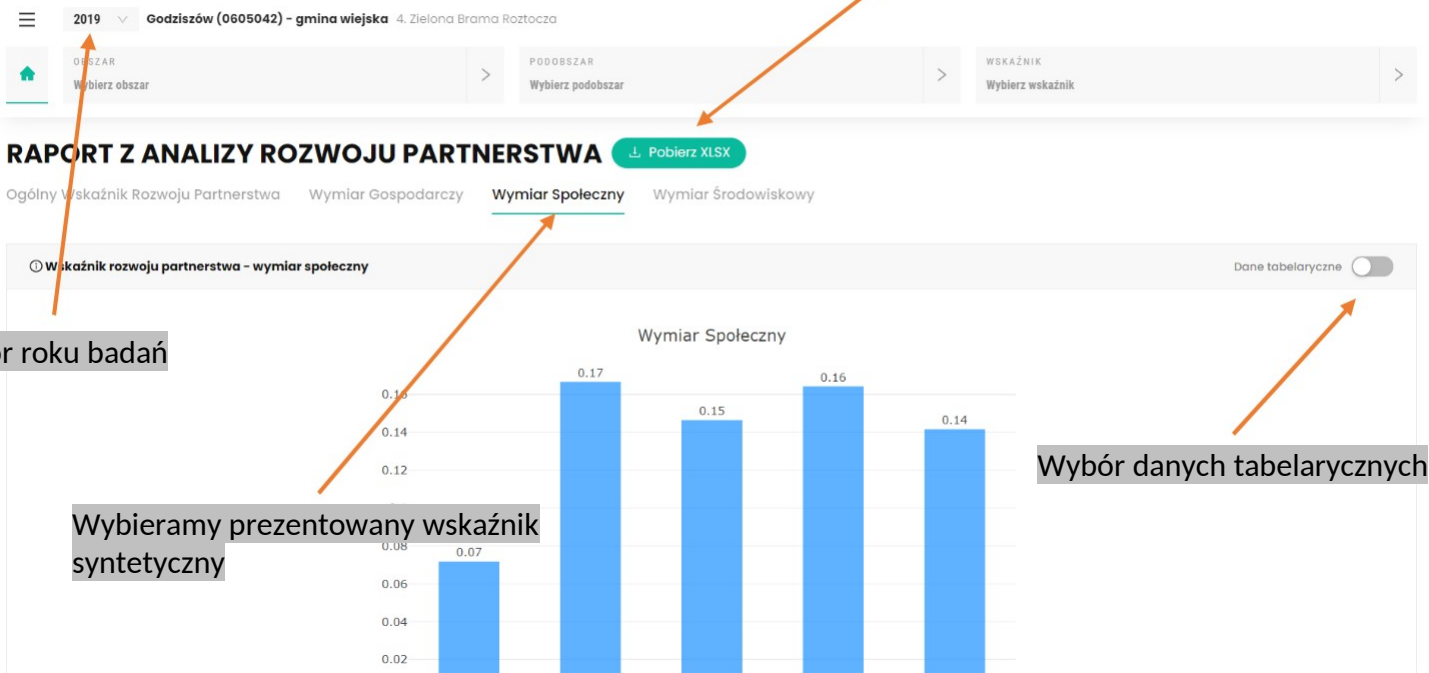 2019 Godziszów (0605042) - gmina wiejska 4. Zielona Brama Roztocza
OBSZAR
Wybierz obszar
PODOBSZAR
Wybierz podobszar
WSKAŹNIK
Wybierz wskaźnik
RAPORT Z ANALIZY ROZWOJU PARTNERSTWA Pobierz XLSX
Ogólny Wskaźnik Rozwoju Partnerstwa Wymiar Gospodarczy Wymiar Społeczny Wymiar Środowiskowy
Wskaźnik rozwoju partnerstwa - wymiar społeczny Dane tabelaryczne
r roku badań
Wymiar Społeczny
0.17
0.16
0.16
0.15
0.14
0.14
0.12
Wybór danych tabelarycznych
Wybieramy prezentowany wskaźnik
syntetyczny
0.08
0.07
0.06
0.04
0.02